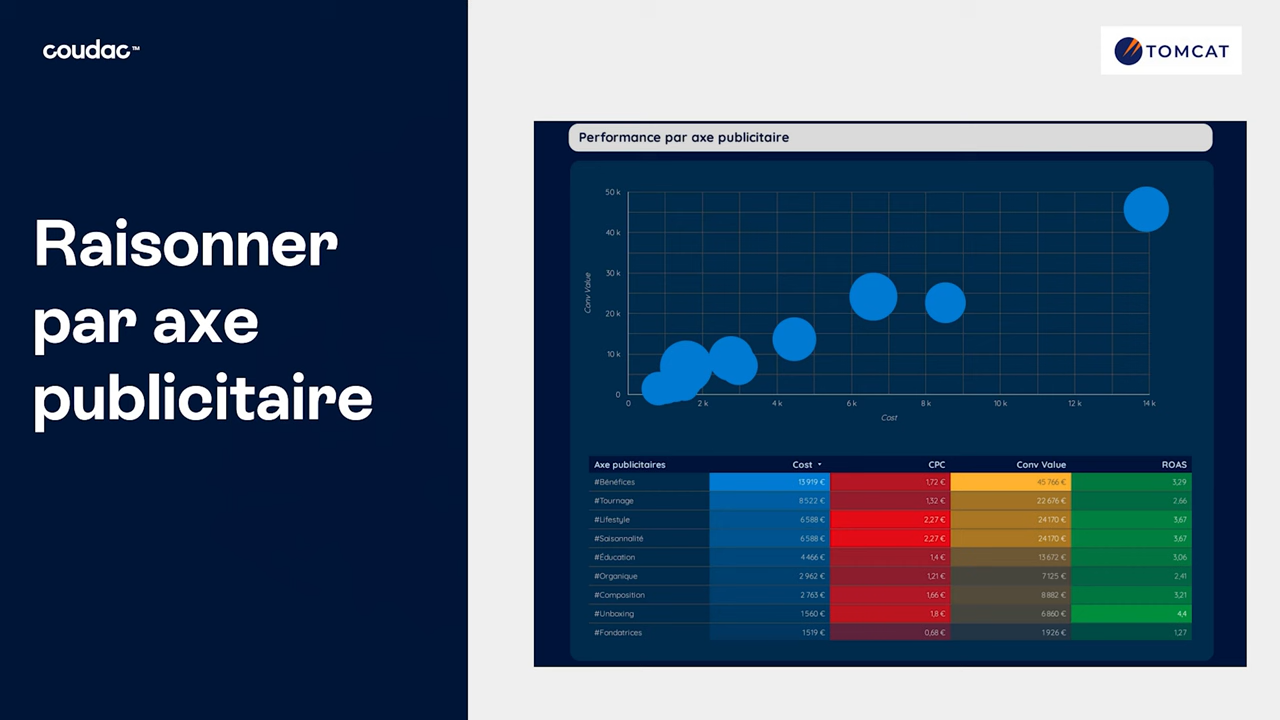 coudac™
TOMCAT
Raisonner
par axe
publicitaire
Performance par axe publicitaire
50 k
40 k
30 k
20 k
10 k
0
Conv Value
0 2 k 4 k 6 k 8 k 10 k 12 k 14 k
Cost
Axe publicitaires Cost CPC Conv Value ROAS
#Bénéfices 13 919 € 1,72 € 45 766 € 3,29
#Tournage 8 522 € 1,32 € 22 676 € 2,66
#Lifestyle 6 588 € 2,27 € 24 170 € 3,67
#Saisonnalité 6 588 € 2,27 € 24 170 € 3,67
#Éducation 4 466 € 1,4 € 13 672 € 3,06
#Organique 2 962 € 1,21 € 7 125 € 2,41
#Composition 2 763 € 1,66 € 8 882 € 3,21
#Unboxing 1 560 € 1,8 € 6 860 € 4,4
#Fondatrices 1 519 € 0,68 € 1 926 € 1,27